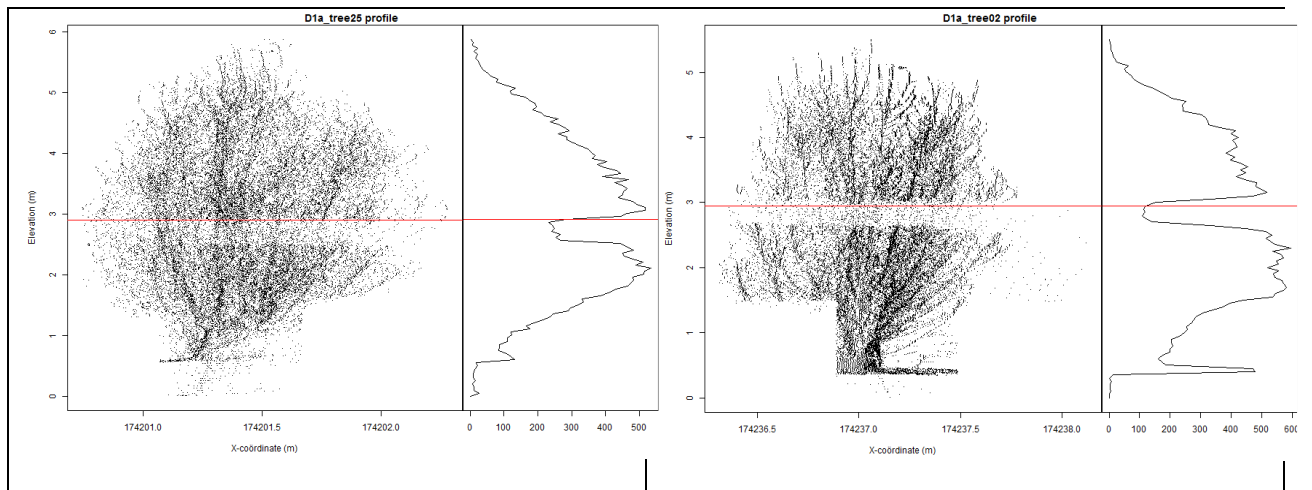 D1a_tree25 profile
Elevation (m)
6
5
4
3
2
1
0
174201.0 174201.5 174202.0
X-coördinate (m)
0 100 200 300 400 500
D1a_tree02 profile
Elevation (m)
5
4
3
2
1
0
174236.5 174237.0 174237.5 174238.0
X-coördinate (m)
0 100 200 300 400 500 600